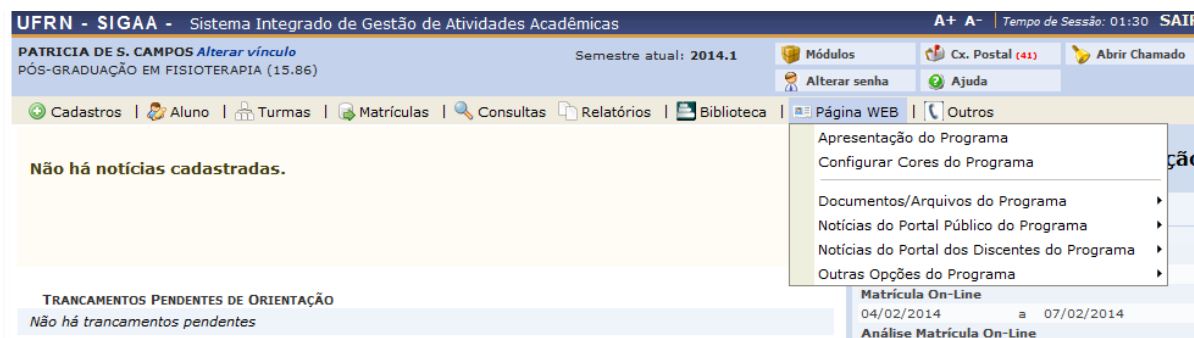 UFRN - SIGAA - Sistema Integrado de Gestão de Atividades Acadêmicas
A+ A- | Tempo de Sessão: 01:30 SAIR
PATRICIA DE S. CAMPOS Alterar vínculo
PÓS-GRADUAÇÃO EM FISIOTERAPIA (15.86)
Semestre atual: 2014.1
Módulos
Cx. Postal (41)
Abrir Chamado
Alterar senha
Ajuda
Cadastros | Aluno | Turmas | Matrículas | Consultas Relatórios | Biblioteca | Página WEB | Outros
Apresentação do Programa
Configurar Cores do Programa
Documentos/Arquivos do Programa
Notícias do Portal Público do Programa
Notícias do Portal dos Discentes do Programa
Outras Opções do Programa
Não há notícias cadastradas.
TRANCAMENTOS PENDENTES DE ORIENTAÇÃO
Não há trancamentos pendentes
Matrícula On-Line
04/02/2014 a 07/02/2014
Análise Matrícula On-Line